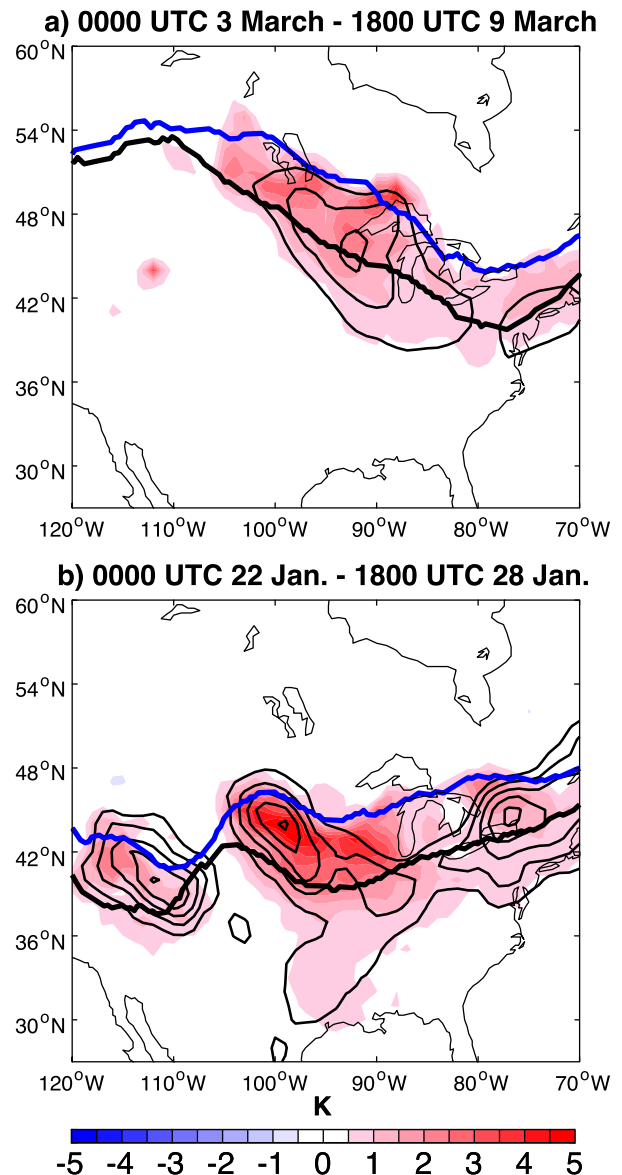 a) 0000 UTC 3 March - 1800 UTC 9 March
60°N
54°N
48°N
42°N
36°N
30°N
120°W 110°W 100°W 90°W 80°W 70°W
b) 0000 UTC 22 Jan. - 1800 UTC 28 Jan.
60°N
54°N
48°N
42°N
36°N
30°N
120°W 110°W 100°W 90°W 80°W 70°W
K
-5 -4 -3 -2 -1 0 1 2 3 4 5